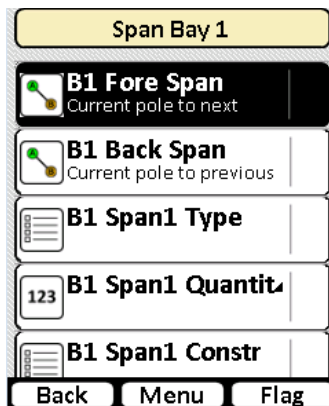 Span Bay 1
B1 Fore Span
Current pole to next
A
B
B1 Back Span
Current pole to previous
A
B
B1 Span1 Type
123
B1 Span1 Quantit
B1 Span1 Constr
Back Menu Flag